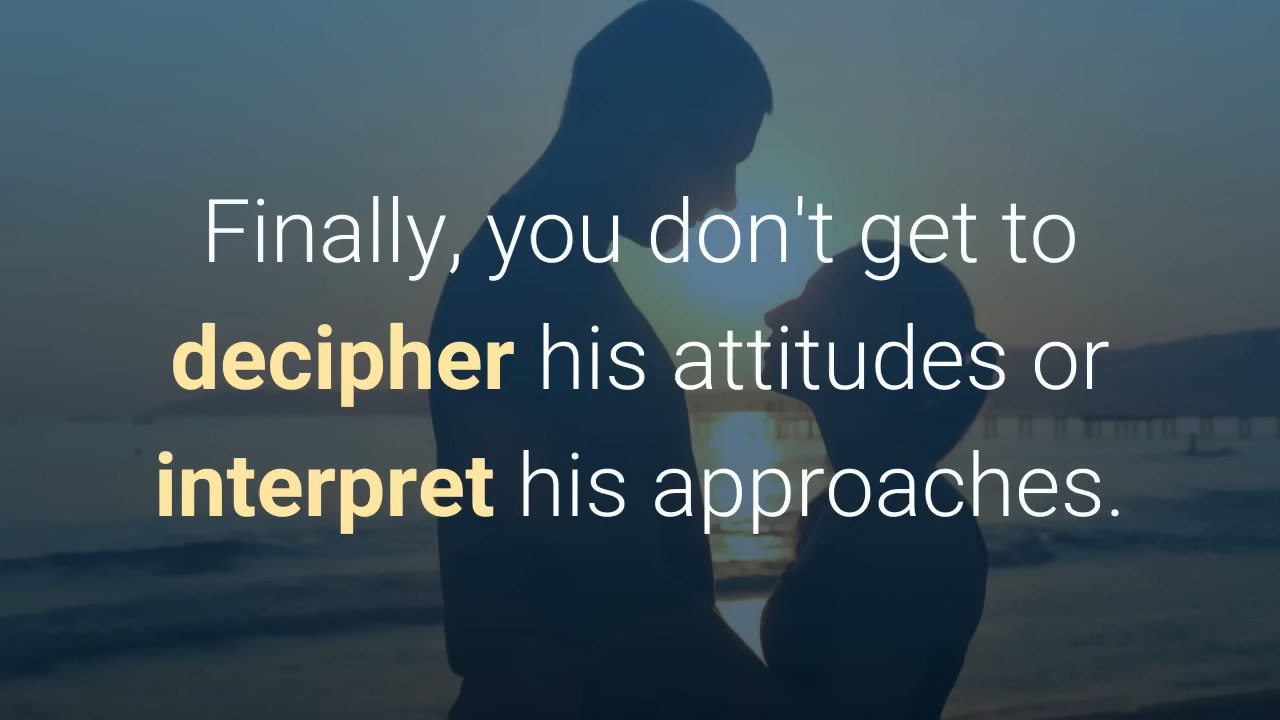 Finally, you don't get to
decipher his attitudes or
interpret his approaches.